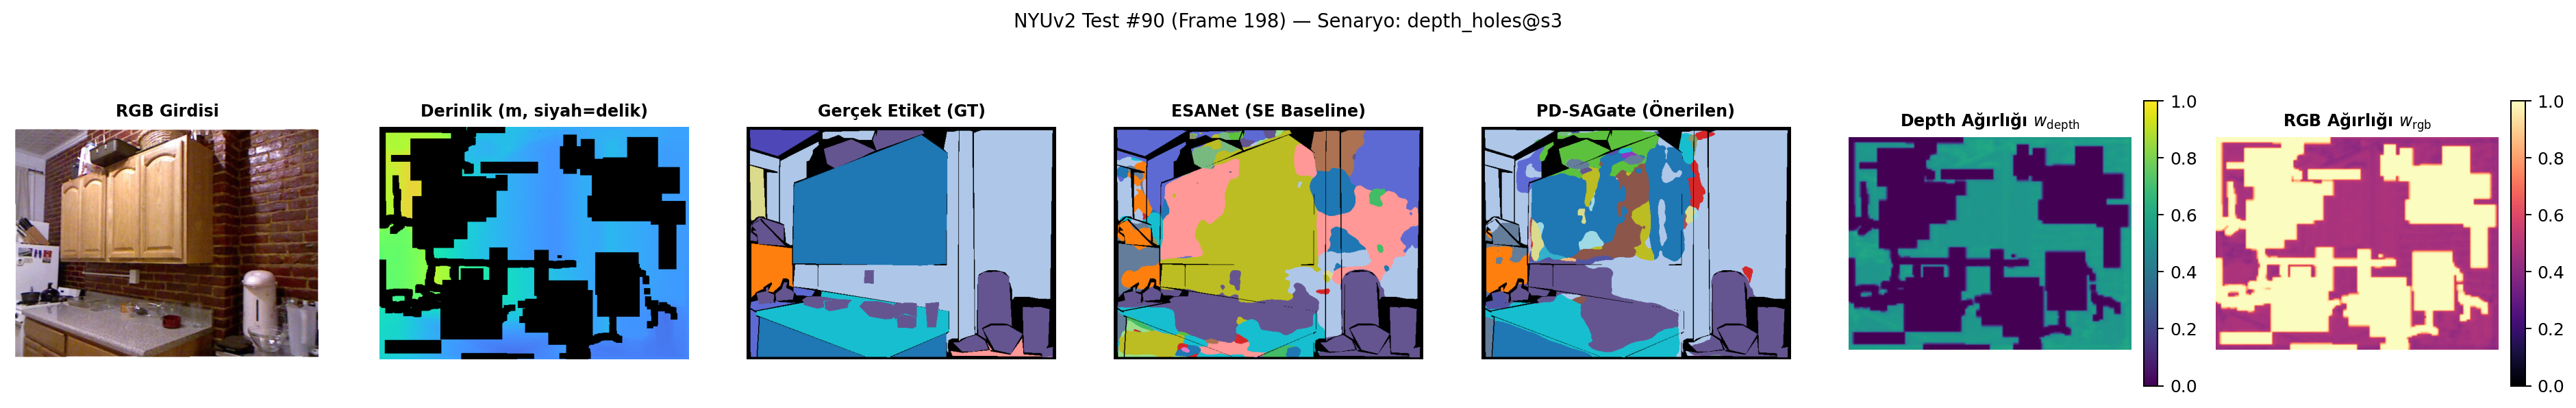 NYUv2 Test #90 (Frame 198) — Senaryo: depth_holes@s3
RGB Girdisi
Derinlik (m, siyah=delik)
Gerçek Etiket (GT)
ESANet (SE Baseline)
PD-SAGate (Önerilen)
Depth Ağırlığı w_depth
1.0
0.8
0.6
0.4
0.2
0.0
RGB Ağırlığı w_rgb
1.0
0.8
0.6
0.4
0.2
0.0